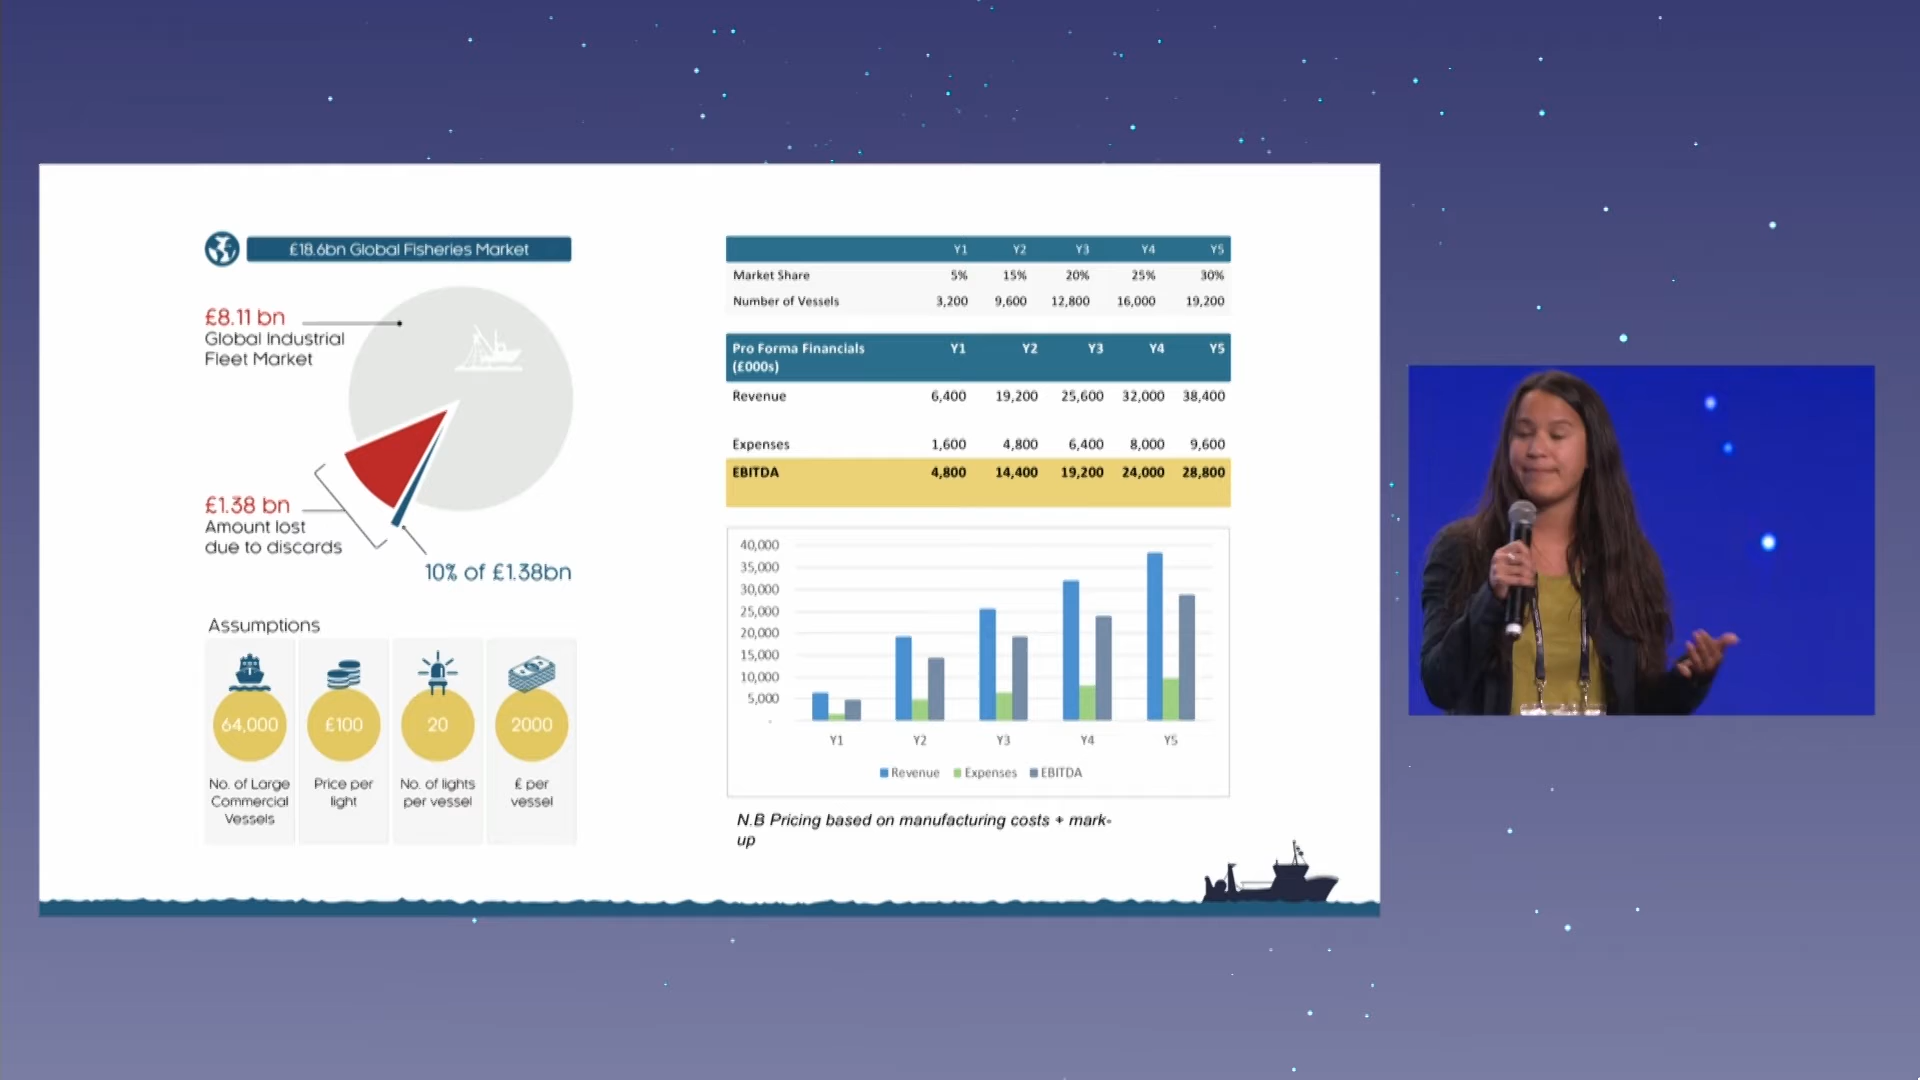 £18.6bn Global Fisheries Market
£8.11 bn
Global Industrial
Fleet Market
£1.38 bn
Amount lost
due to discards
10% of £1.38bn
Assumptions
64,000
£100
20
2000
No. of Large
Commercial
Vessels
Price per
light
No. of lights
per vessel
£ per
vessel
Y1 Y2 Y3 Y4 Y5
Market Share 5% 15% 20% 25% 30%
Number of Vessels 3,200 9,600 12,800 16,000 19,200
Pro Forma Financials Y1 Y2 Y3 Y4 Y5
(£000s)
Revenue 6,400 19,200 25,600 32,000 38,400
Expenses 1,600 4,800 6,400 8,000 9,600
EBITDA 4,800 14,400 19,200 24,000 28,800
40,000
35,000
30,000
25,000
20,000
15,000
10,000
5,000
-
Y1 Y2 Y3 Y4 Y5
Revenue Expenses EBITDA
N.B Pricing based on manufacturing costs + mark-
up